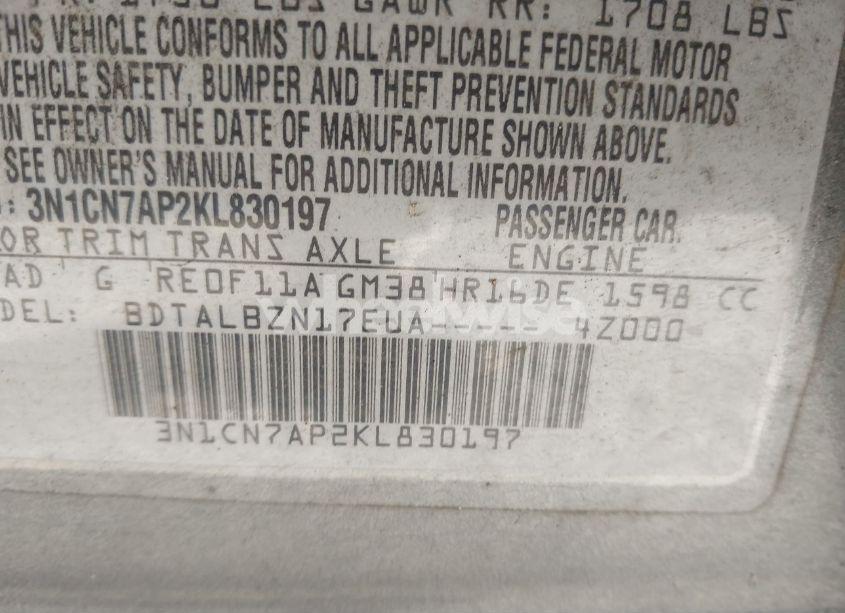 GAWR RR: 1708 LBS
THIS VEHICLE CONFORMS TO ALL APPLICABLE FEDERAL MOTOR
VEHICLE SAFETY, BUMPER AND THEFT PREVENTION STANDARDS
IN EFFECT ON THE DATE OF MANUFACTURE SHOWN ABOVE.
SEE OWNER'S MANUAL FOR ADDITIONAL INFORMATION.
: 3N1CN7AP2KL830197 PASSENGER CAR.
OR TRIM TRANS AXLE ENGINE
AD G RE0F11A GM38 HR16DE 1598 CC
DEL: BDTALBZN17EUA----- 4Z000
3N1CN7AP2KL830197